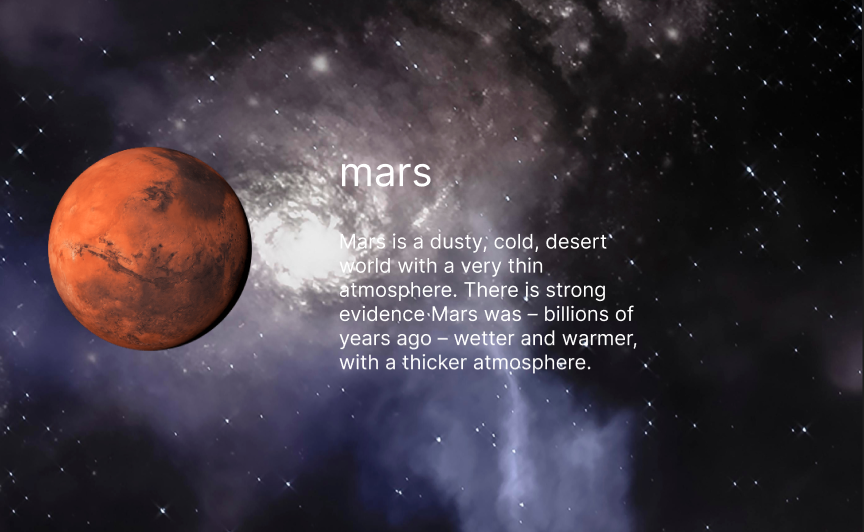 mars
Mars is a dusty, cold, desert
world with a very thin
atmosphere. There is strong
evidence Mars was – billions of
years ago – wetter and warmer,
with a thicker atmosphere.